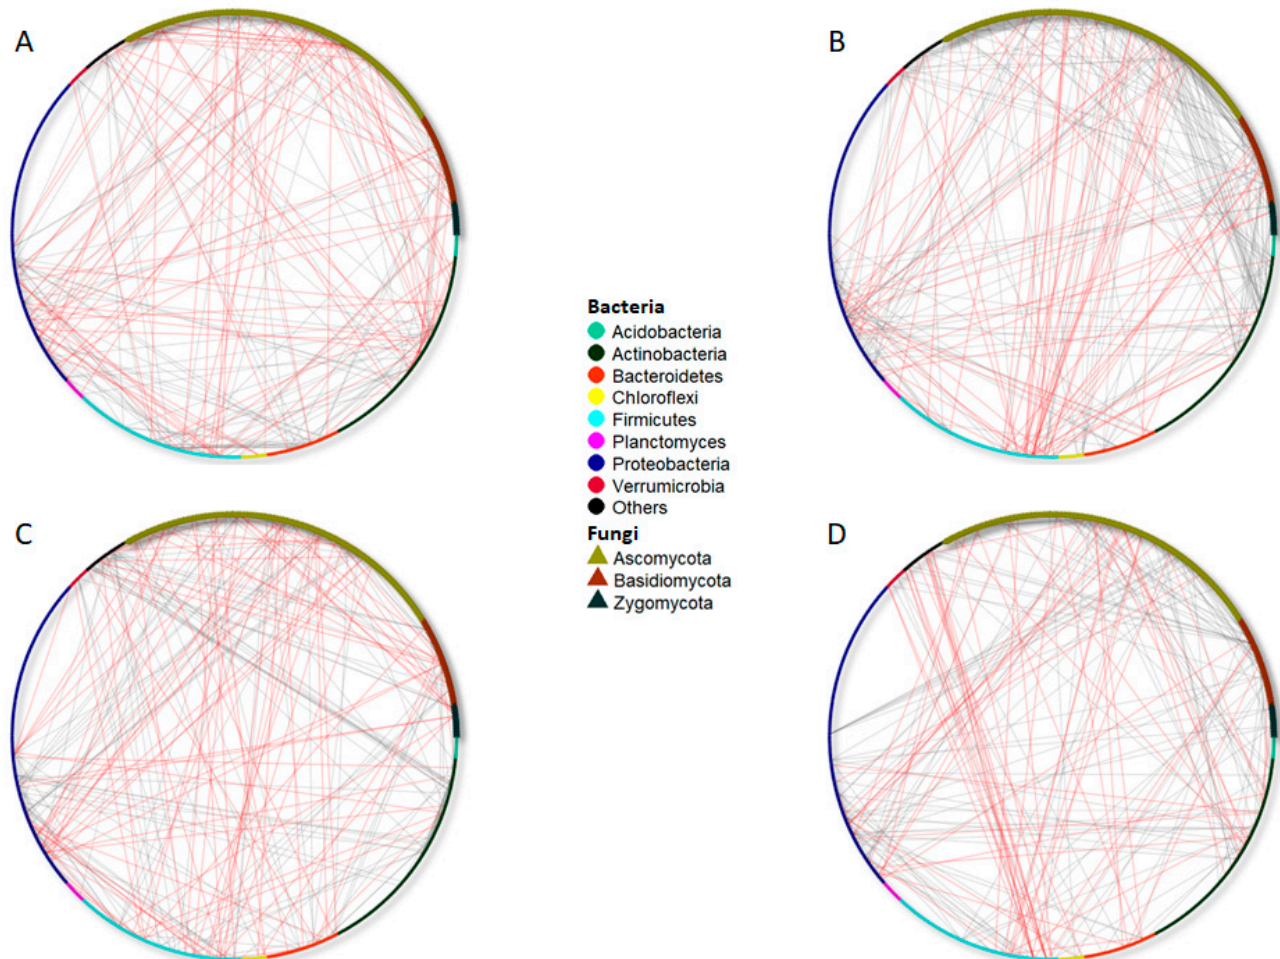 A
B
Bacteria
Acidobacteria
Actinobacteria
Bacteroidetes
Chloroflexi
Firmicutes
Planctomyces
Proteobacteria
Verrumicrobia
Others
Fungi
Ascomycota
Basidiomycota
Zygomycota
C
D